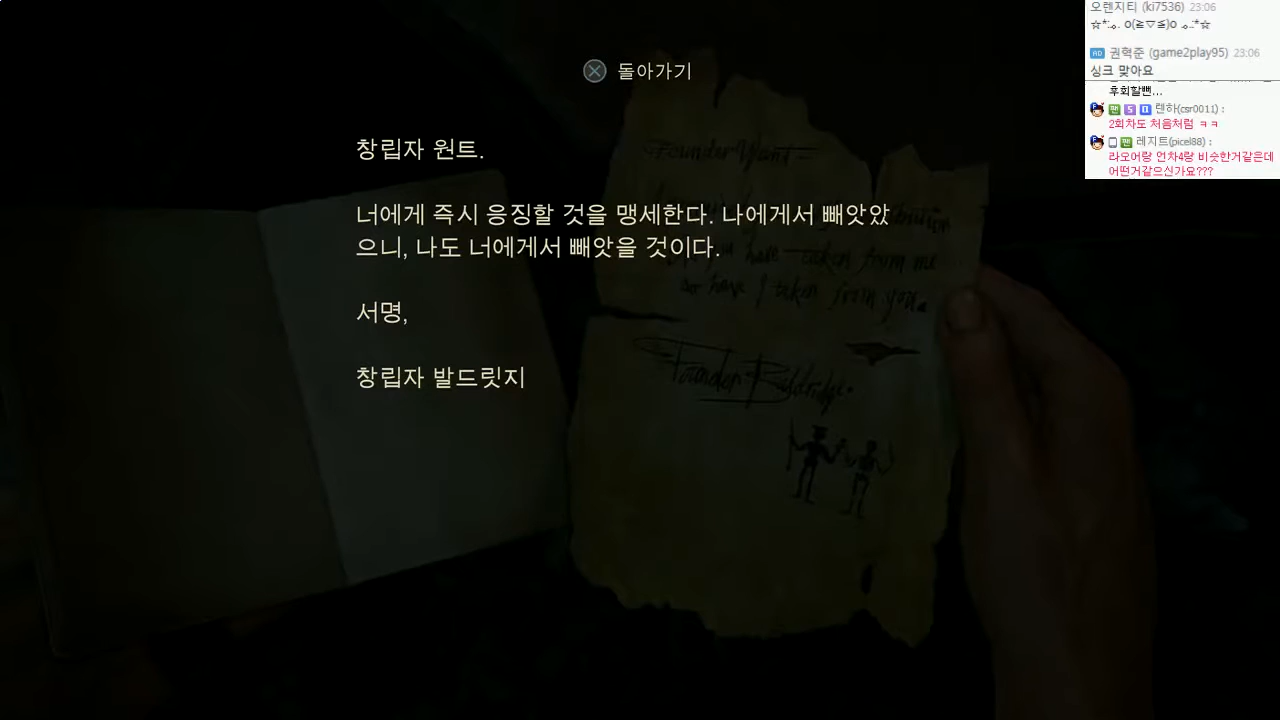 돌아가기
창립자 원트.
너에게 즉시 응징할 것을 맹세한다. 나에게서 빼앗았
으니, 나도 너에게서 빼앗을 것이다.
서명,
창립자 발드릿지
Founder Want
have taken from me
so have I taken from you.
Founder Baldridge.
오렌지티 (ki7536) 23:06
☆*:.｡. o(≧▽≦)o .｡.:*☆
AD 권혁준 (game2play95) 23:06
싱크 맞아요
후회할뻔...
팬 S 렌하(csr0011) :
2회차도 처음처럼 ㅋㅋ
팬 레지트(picel88) :
라오어랑 언차4랑 비슷한거같은데
어떤거같으신가요???